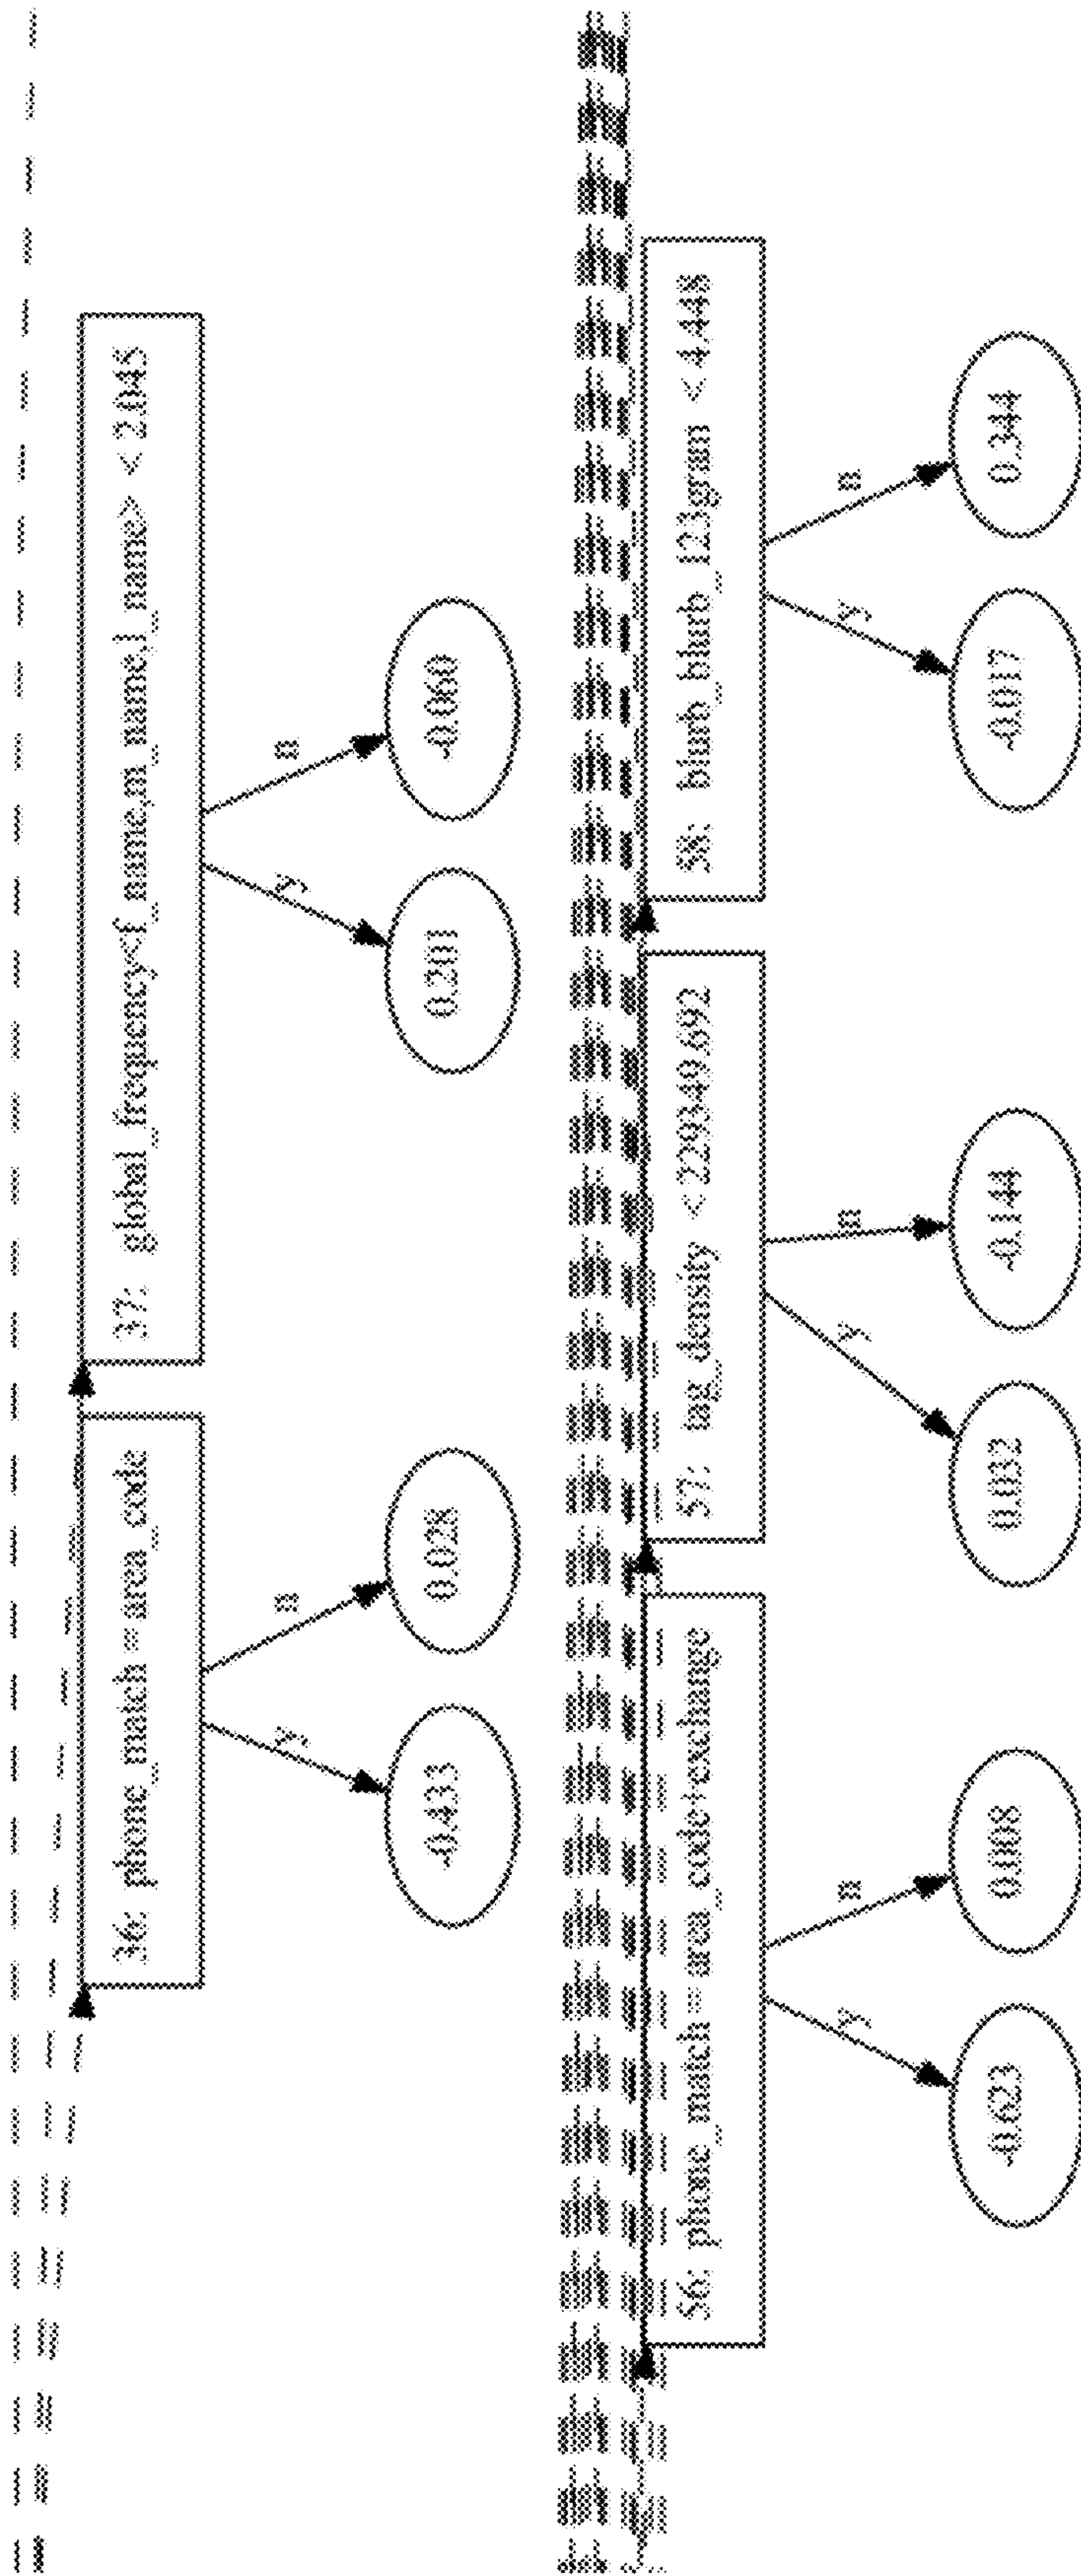 36: phone_match = area_code
y
n
-0.433
0.028
37: global_frequency<f_name,m_name,l_name> < 2.045
y
n
0.201
-0.060
56: phone_match = area_code+exchange
y
n
-0.623
0.008
57: tag_density < 229349.692
y
n
0.032
-0.144
58: blurb_blurb_123gram < 4.448
y
n
-0.017
0.344